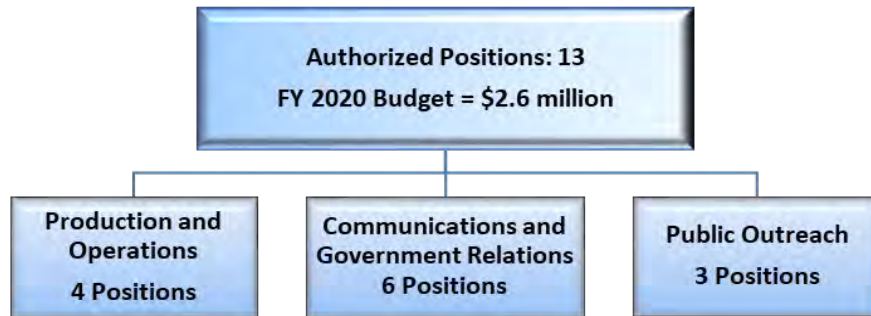 Authorized Positions: 13
FY 2020 Budget = $2.6 million
Production and
Operations
4 Positions
Communications and
Government Relations
6 Positions
Public Outreach
3 Positions